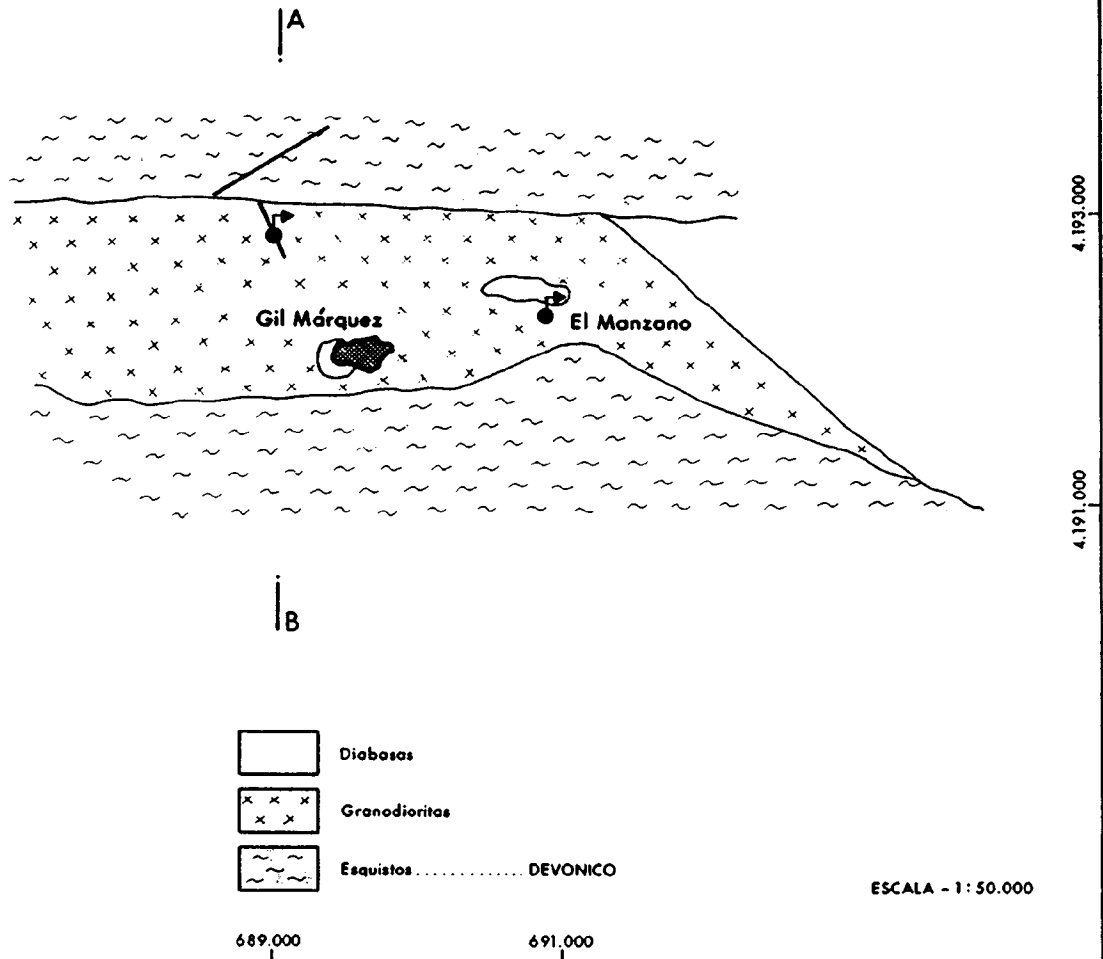 A
4.193.000
Gil Márquez
El Manzano
4.191.000
B
Diabasas
Granodioritas
Esquistos .............. DEVONICO
ESCALA - 1:50.000
689.000
691.000